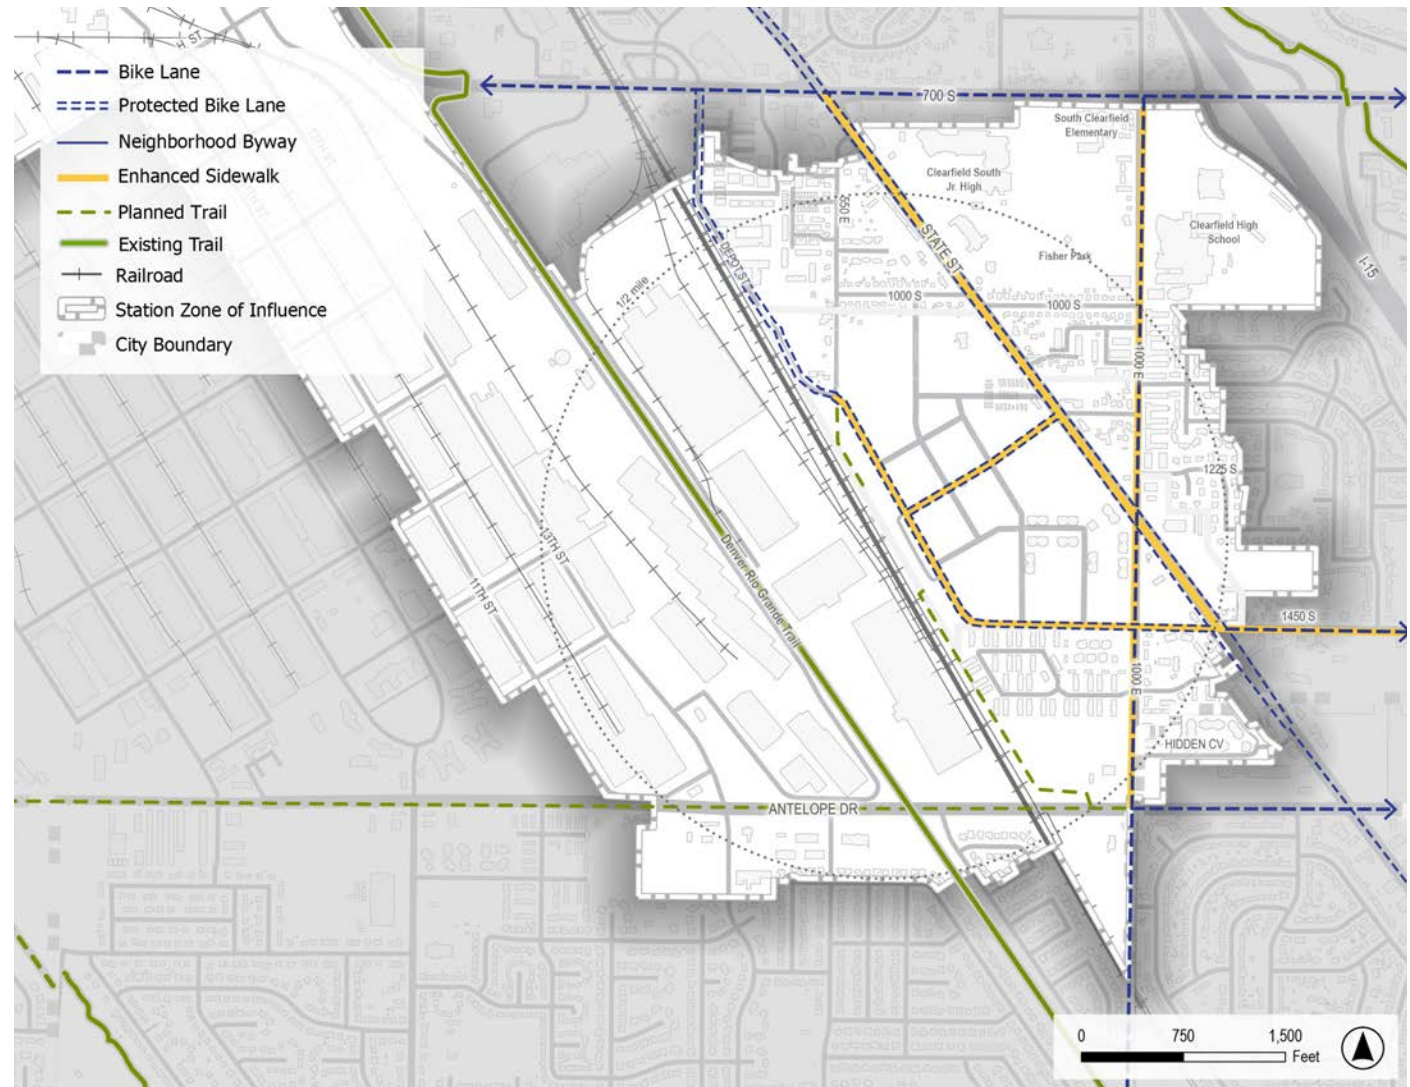 H ST
Bike Lane
Protected Bike Lane
Neighborhood Byway
Enhanced Sidewalk
Planned Trail
Existing Trail
Railroad
Station Zone of Influence
City Boundary
700 S
South Clearfield
Elementary
Clearfield South
Jr. High
Clearfield High
School
550 E
STATE ST
Fisher Park
I-15
DEPOT ST
1/2 mile
1000 S
1000 S
1000 E
1225 S
13TH ST
11TH ST
Denver Rio Grande Trail
1450 S
1000 E
HIDDEN CV
ANTELOPE DR
0 750 1,500
Feet